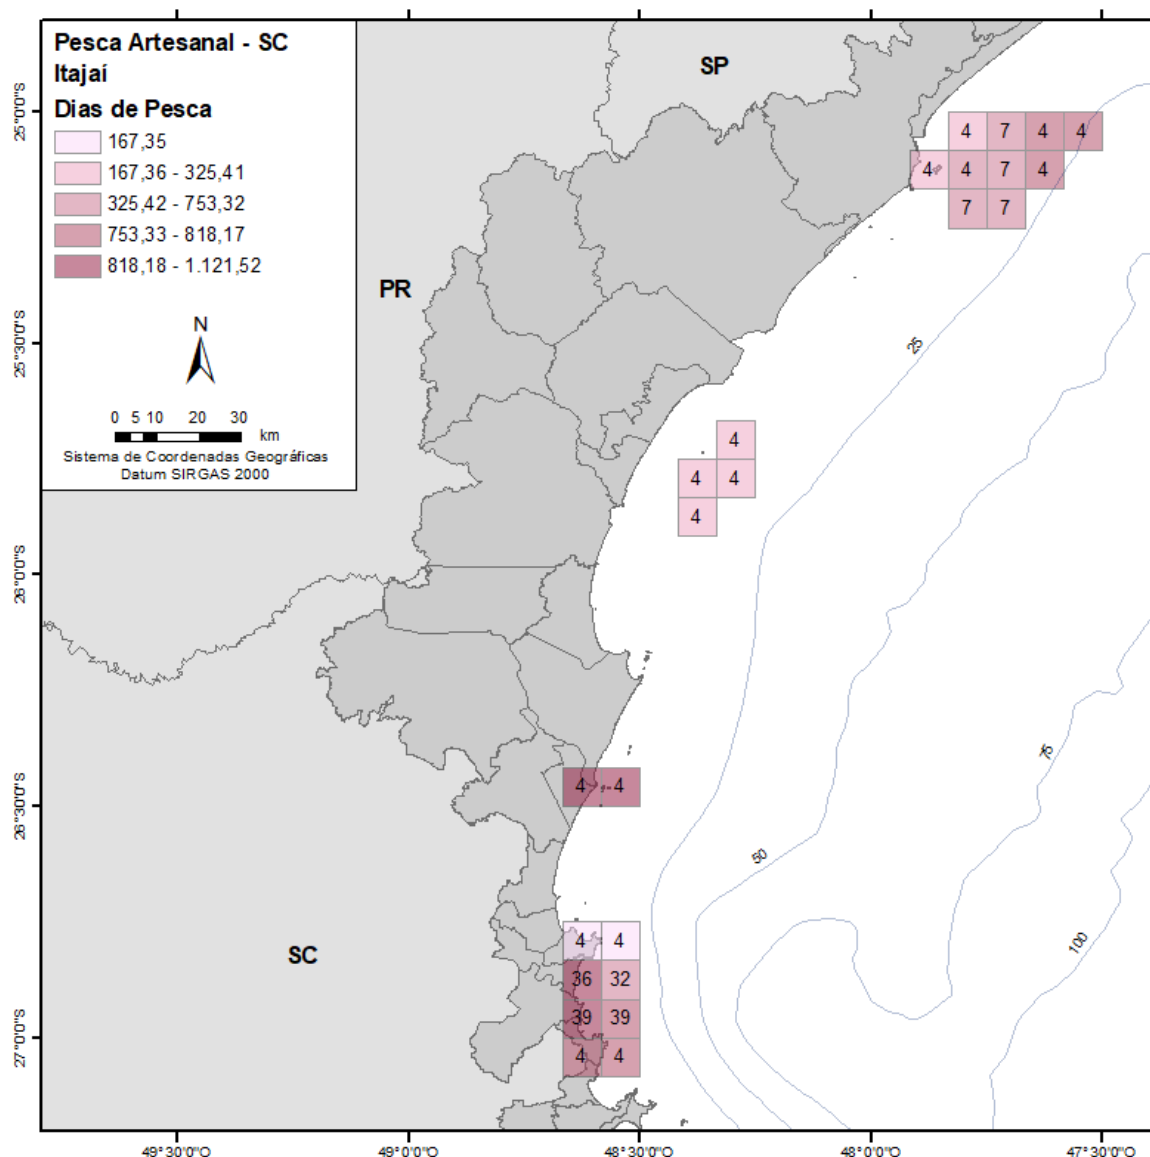 Pesca Artesanal - SC
Itajaí
Dias de Pesca
167,35
167,36 - 325,41
325,42 - 753,32
753,33 - 818,17
818,18 - 1.121,52
N
0 5 10 20 30 km
Sistema de Coordenadas Geográficas
Datum SIRGAS 2000
SP
PR
SC
4 7 4 4
4 4 7 4
7 7
4
4 4
4
4 4
4 4
36 32
39 39
4 4
25
50
75
100
25°0'0"S
25°30'0"S
26°0'0"S
26°30'0"S
27°0'0"S
49°30'0"O 49°0'0"O 48°30'0"O 48°0'0"O 47°30'0"O